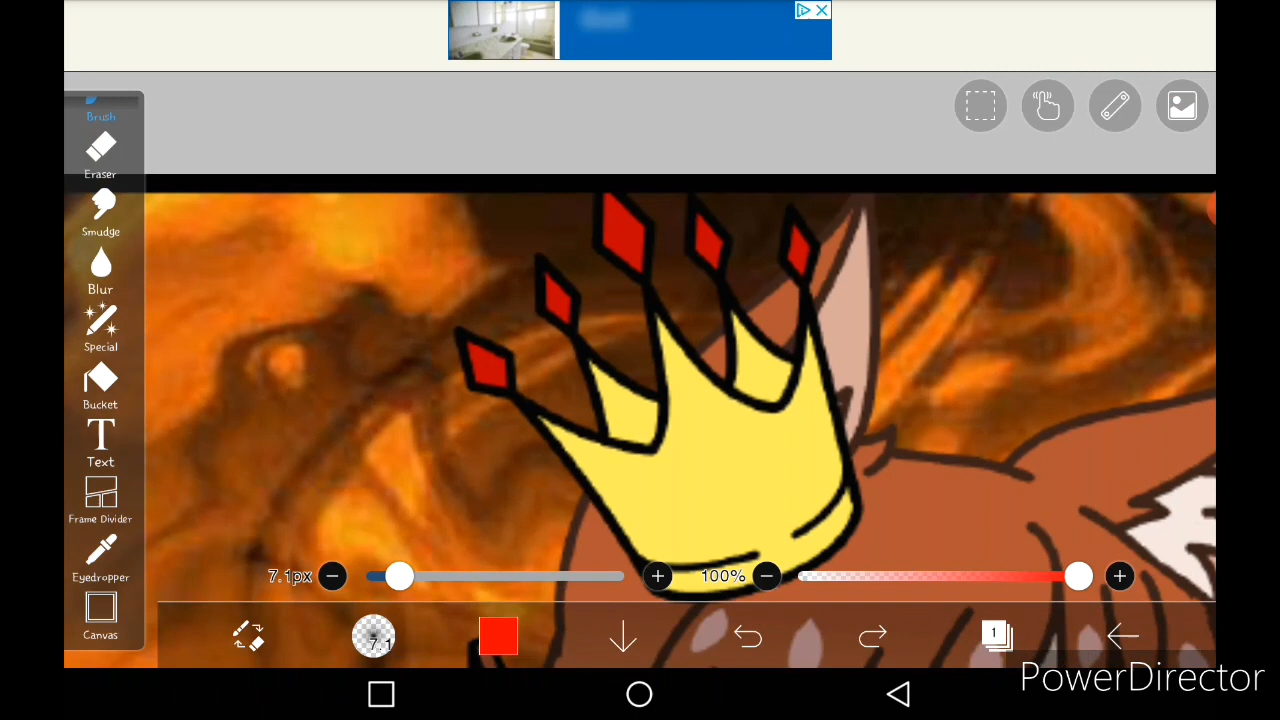 Brush
Eraser
Smudge
Blur
Special
Bucket
T
Text
Frame Divider
Eyedropper
Canvas
7.1px
100%
7.1
1
PowerDirector